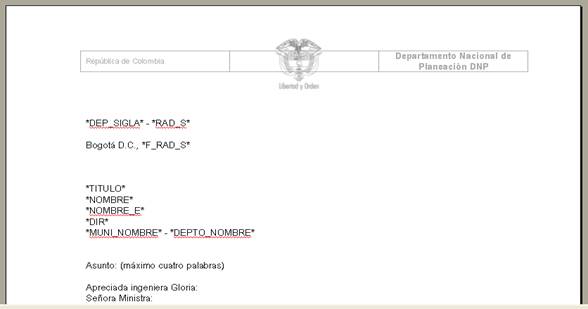 República de Colombia
Departamento Nacional de
Planeación DNP
Libertad y Orden
*DEP_SIGLA* - *RAD_S*
Bogotá D.C., *F_RAD_S*
*TITULO*
*NOMBRE*
*NOMBRE_E*
*DIR*
*MUNI_NOMBRE* - *DEPTO_NOMBRE*
Asunto: (máximo cuatro palabras)
Apreciada ingeniera Gloria:
Señora Ministra: